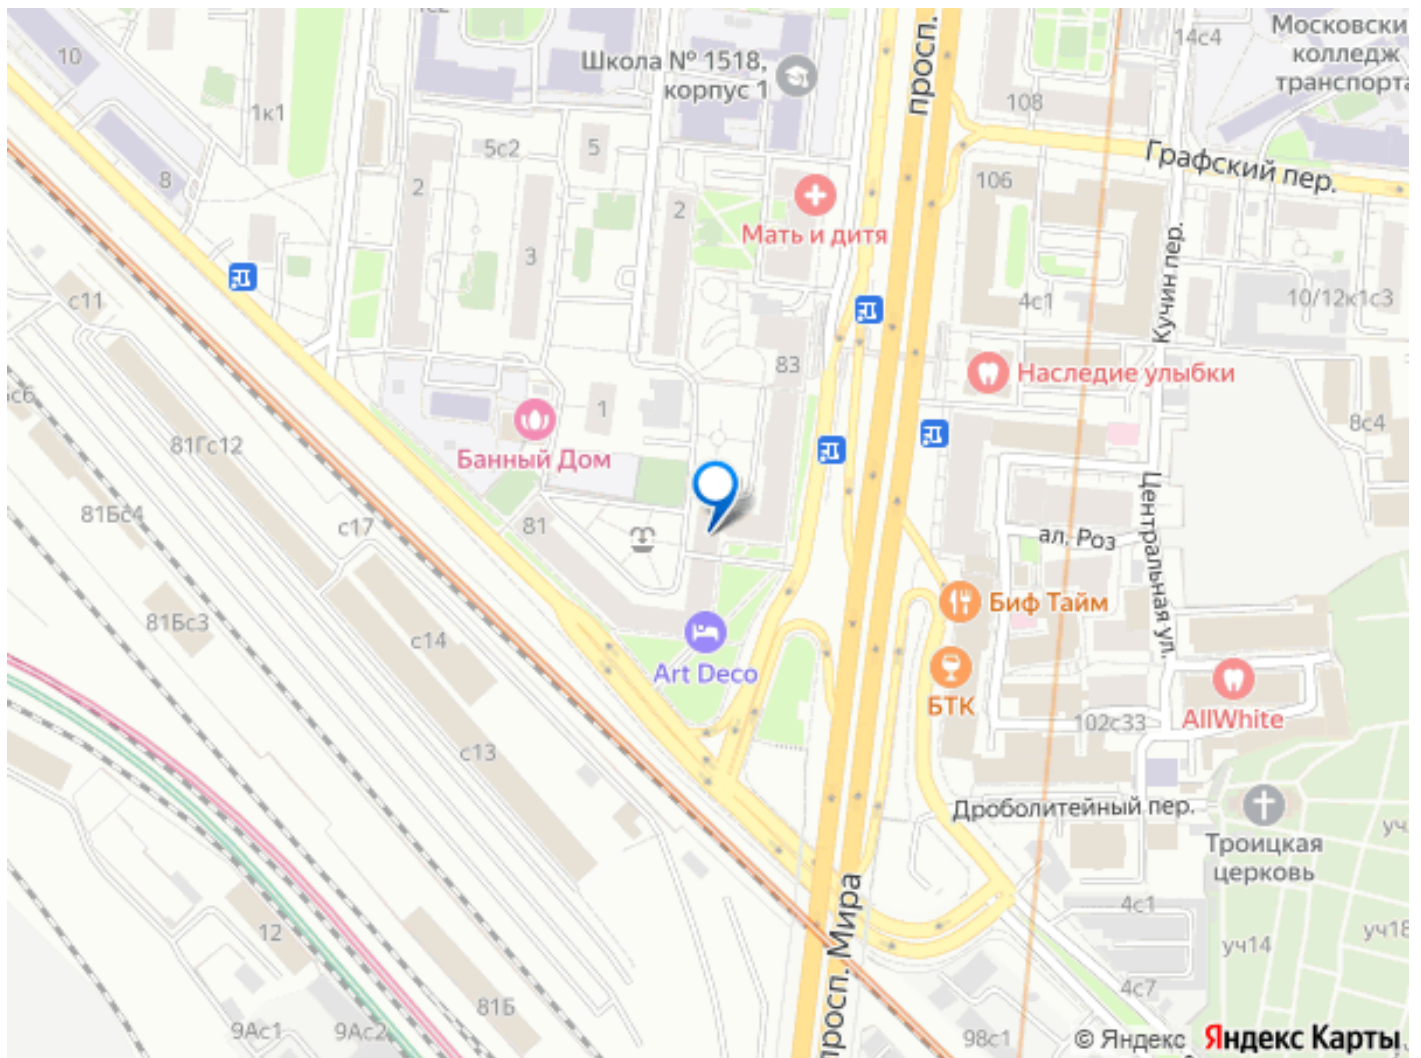 Московски
колледж
транспорта
14с4
просп.
Школа № 1518,
корпус 1
10
1к1
108
5с2
5
Графский пер.
8
2
106
2
Мать и дитя
Кучин пер.
3
с11
4с1
10/12к1с3
83
Наследие улыбки
1
8с4
81Гс12
Банный Дом
81Бс4
с17
81
Центральная ул.
ал. Роз
Биф Тайм
81Бс3
с14
Art Deco
БТК
AllWhite
102с33
с13
Дроболитейный пер.
Троицкая
церковь
уч.
просп. Мира
4с1
12
уч14
уч18
4с7
81Б
9Ас1
9Ас2
98с1
© Яндекс Яндекс Карты